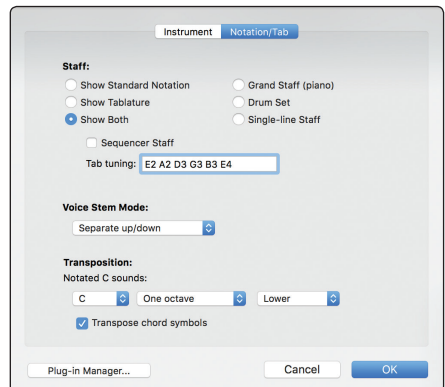 Instrument Notation/Tab
Staff:
Show Standard Notation Grand Staff (piano)
Show Tablature Drum Set
Show Both Single-line Staff
Sequencer Staff
Tab tuning: E2 A2 D3 G3 B3 E4
Voice Stem Mode:
Separate up/down
Transposition:
Notated C sounds:
C One octave Lower
Transpose chord symbols
Plug-in Manager... Cancel OK